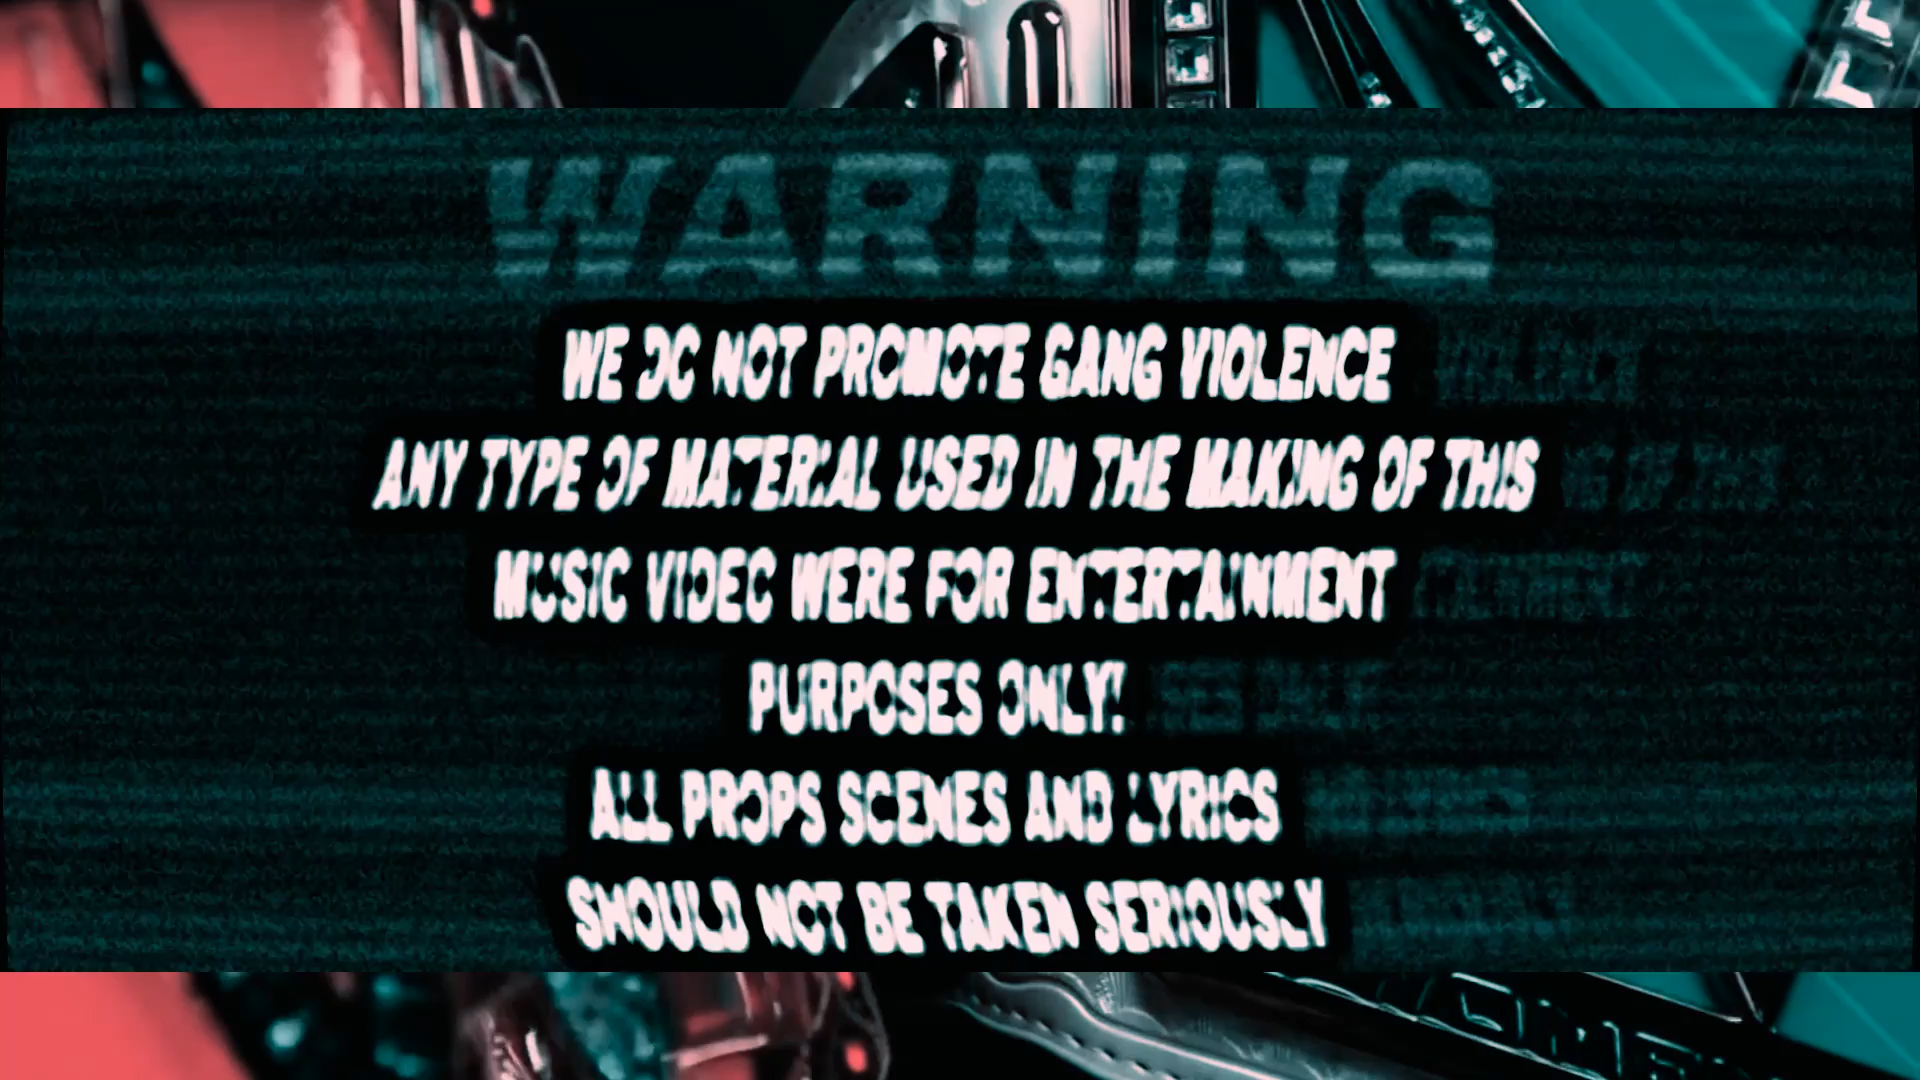 WARNING
WE DO NOT PROMOTE GANG VIOLENCE
ANY TYPE OF MATERIAL USED IN THE MAKING OF THIS
MUSIC VIDEO WERE FOR ENTERTAINMENT
PURPOSES ONLY!
ALL PROPS SCENES AND LYRICS
SHOULD NOT BE TAKEN SERIOUSLY